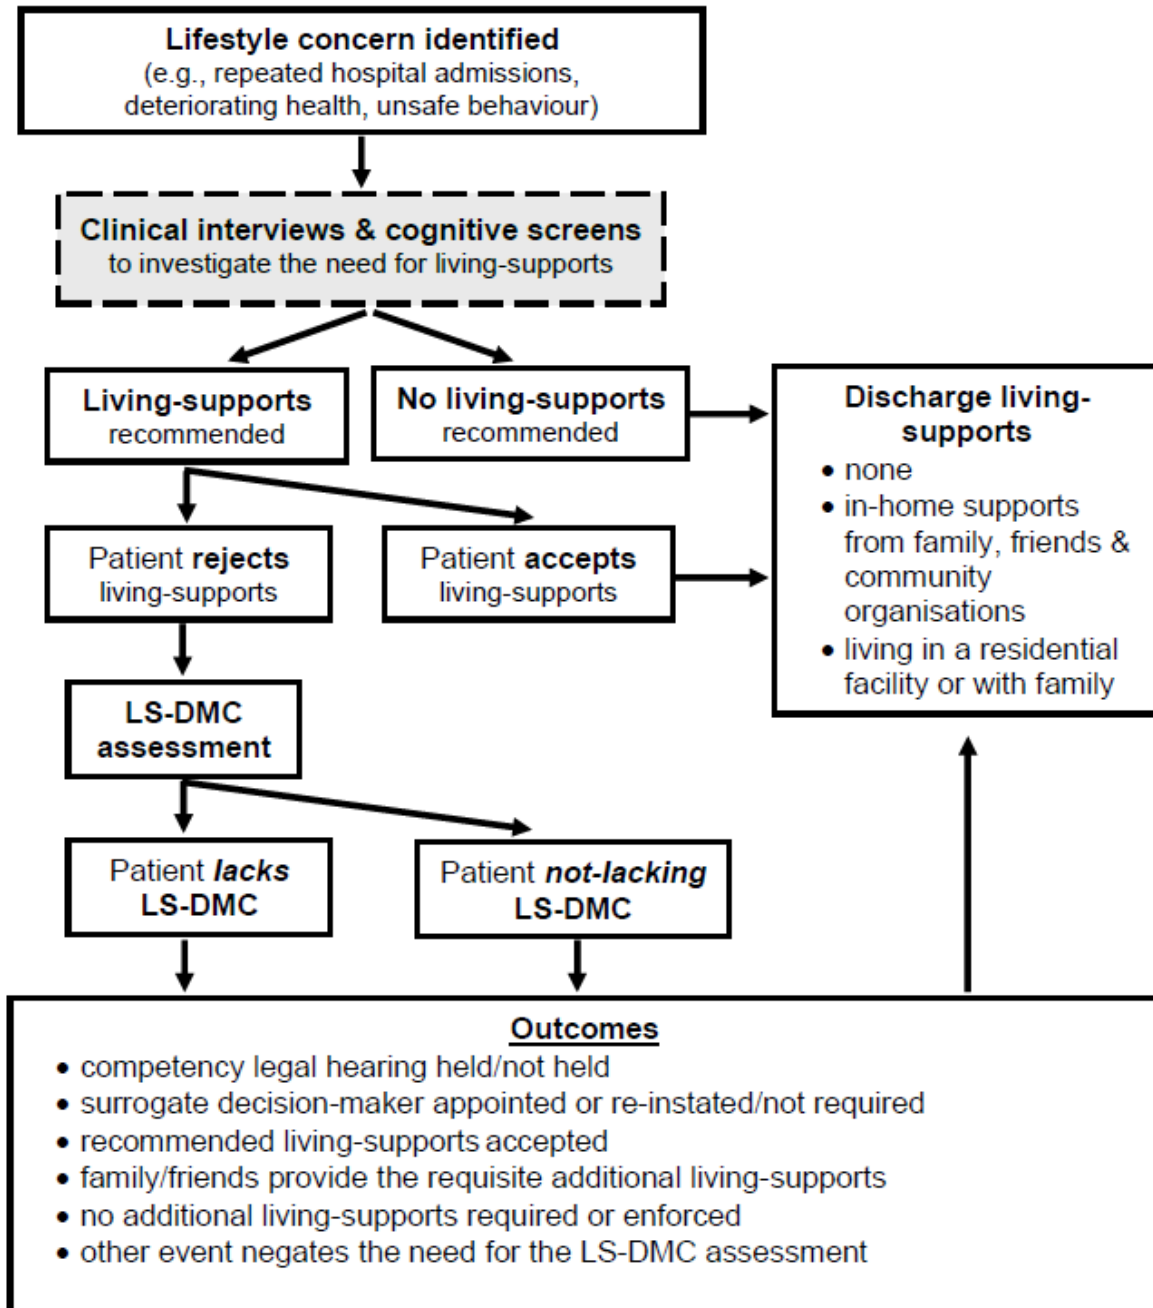 Lifestyle concern identified
(e.g., repeated hospital admissions,
deteriorating health, unsafe behaviour)
Clinical interviews & cognitive screens
to investigate the need for living-supports
Living-supports
recommended
No living-supports
recommended
Discharge living-
supports
• none
• in-home supports
from family, friends &
community
organisations
• living in a residential
facility or with family
Patient rejects
living-supports
Patient accepts
living-supports
LS-DMC
assessment
Patient lacks
LS-DMC
Patient not-lacking
LS-DMC
Outcomes
• competency legal hearing held/not held
• surrogate decision-maker appointed or re-instated/not required
• recommended living-supports accepted
• family/friends provide the requisite additional living-supports
• no additional living-supports required or enforced
• other event negates the need for the LS-DMC assessment